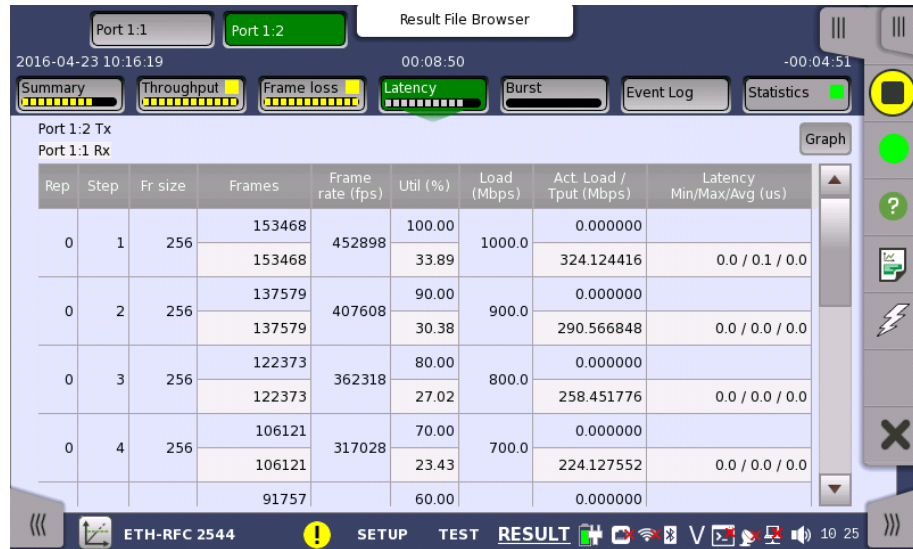 Result File Browser
Port 1:1
Port 1:2
2016-04-23 10:16:19
00:08:50
-00:04:51
Summary
Throughput
Frame loss
Latency
Burst
Event Log
Statistics
Port 1:2 Tx
Port 1:1 Rx
Graph
Rep Step Fr size Frames Frame rate (fps) Util (%) Load (Mbps) Act. Load / Tput (Mbps) Latency Min/Max/Avg (us)
0 1 256 153468 452898 100.00 1000.0 0.000000
153468 33.89 324.124416 0.0 / 0.1 / 0.0
0 2 256 137579 407608 90.00 900.0 0.000000
137579 30.38 290.566848 0.0 / 0.0 / 0.0
0 3 256 122373 362318 80.00 800.0 0.000000
122373 27.02 258.451776 0.0 / 0.0 / 0.0
0 4 256 106121 317028 70.00 700.0 0.000000
106121 23.43 224.127552 0.0 / 0.0 / 0.0
91757 60.00 0.000000
ETH-RFC 2544
!
SETUP
TEST
RESULT
V
10 25
?